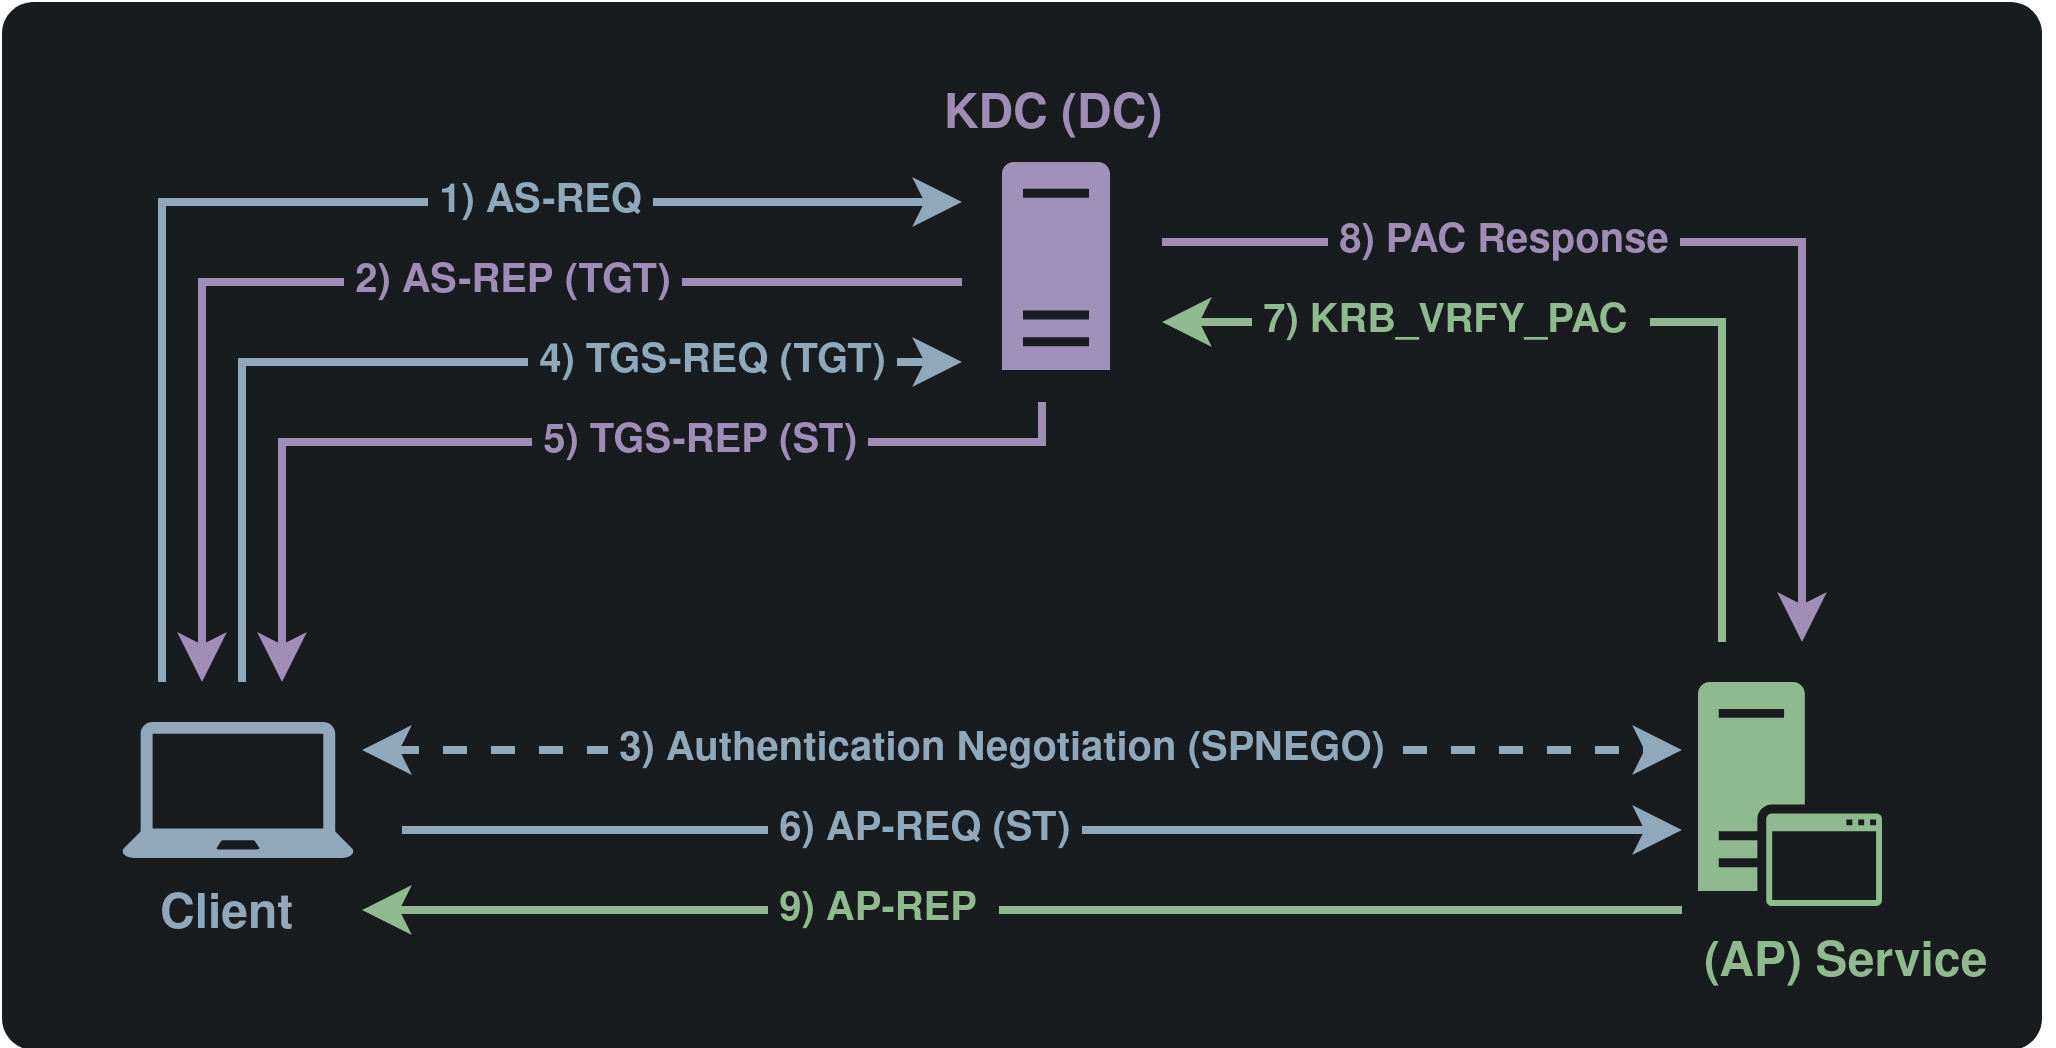 KDC (DC)
1) AS-REQ
8) PAC Response
2) AS-REP (TGT)
7) KRB_VRFY_PAC
4) TGS-REQ (TGT)
5) TGS-REP (ST)
3) Authentication Negotiation (SPNEGO)
6) AP-REQ (ST)
9) AP-REP
Client
(AP) Service